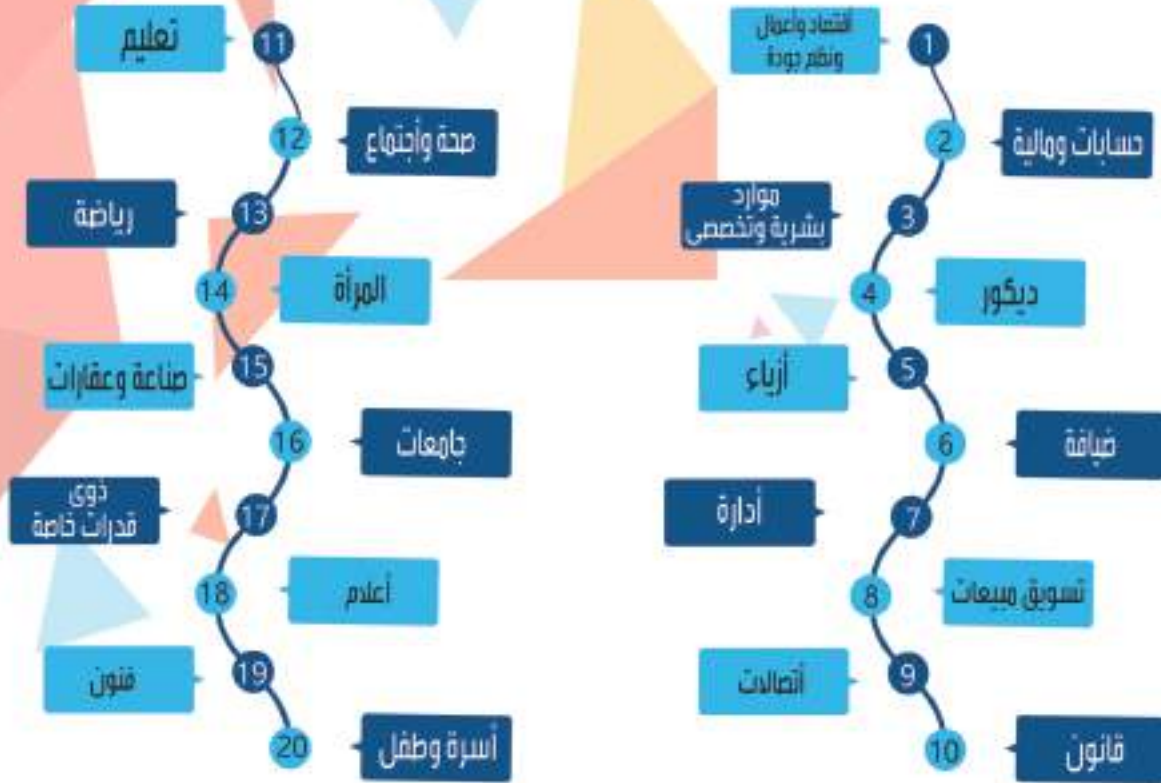 1
أقتصاد وأعمال
ونظم جودة
2
حسابات ومالية
3
موارد
بشرية وتخصصى
4
ديكور
5
أزياء
6
ضيافة
7
أدارة
8
تسويق مبيعات
9
أتصالات
10
قانون
11
تعليم
12
صحة وأجتماع
13
رياضة
14
المرأة
15
صناعة وعقارات
16
جامعات
17
ذوى
قدرات خاصة
18
أعلام
19
فنون
20
أسرة وطفل